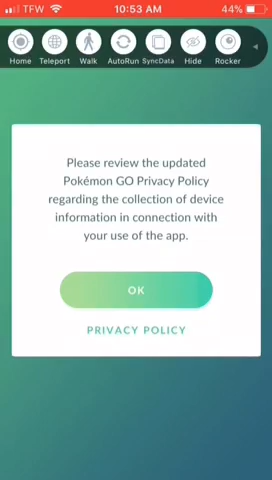 TFW 10:53 AM 44%
Home Teleport Walk AutoRun SyncData Hide Rocker
Please review the updated
Pokémon GO Privacy Policy
regarding the collection of device
information in connection with
your use of the app.
OK
PRIVACY POLICY